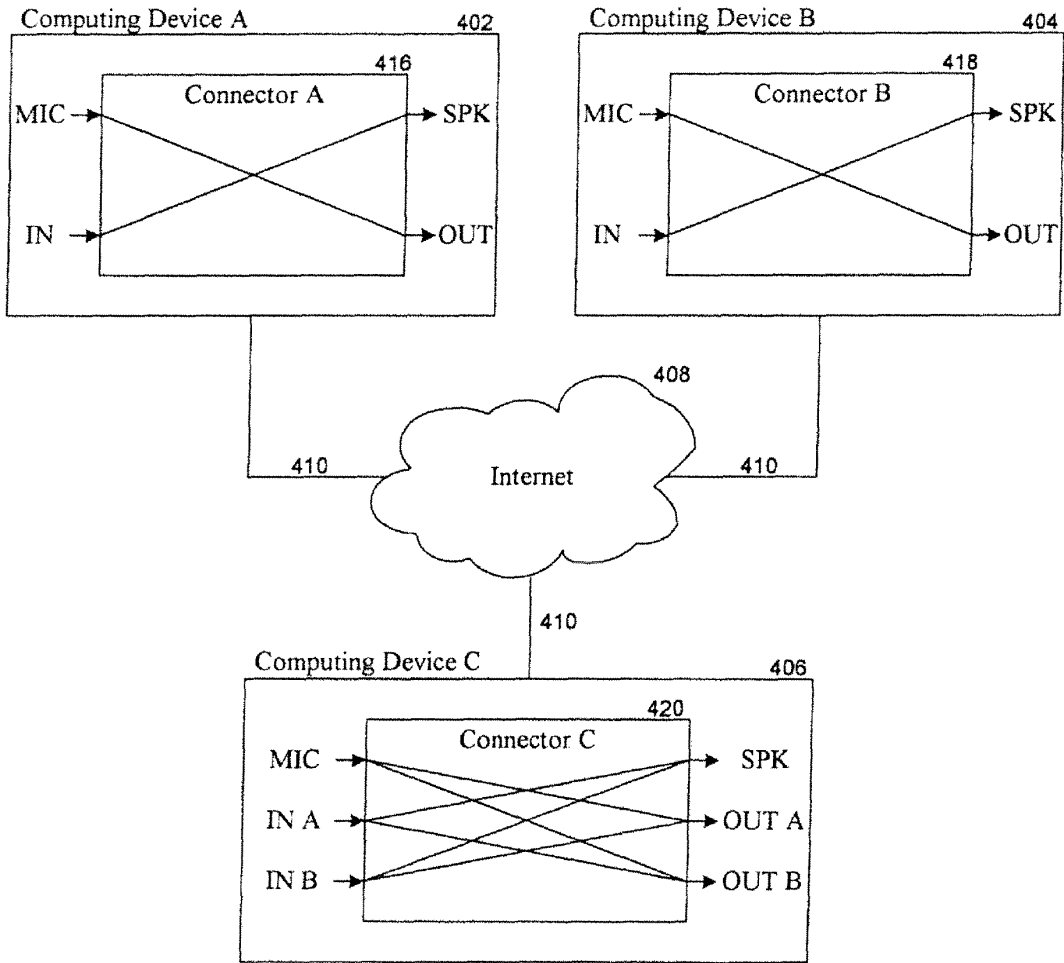 Computing Device A 402
416
Connector A
MIC SPK
IN OUT
Computing Device B 404
418
Connector B
MIC SPK
IN OUT
408
410 Internet 410
410
Computing Device C 406
420
Connector C
MIC SPK
IN A OUT A
IN B OUT B